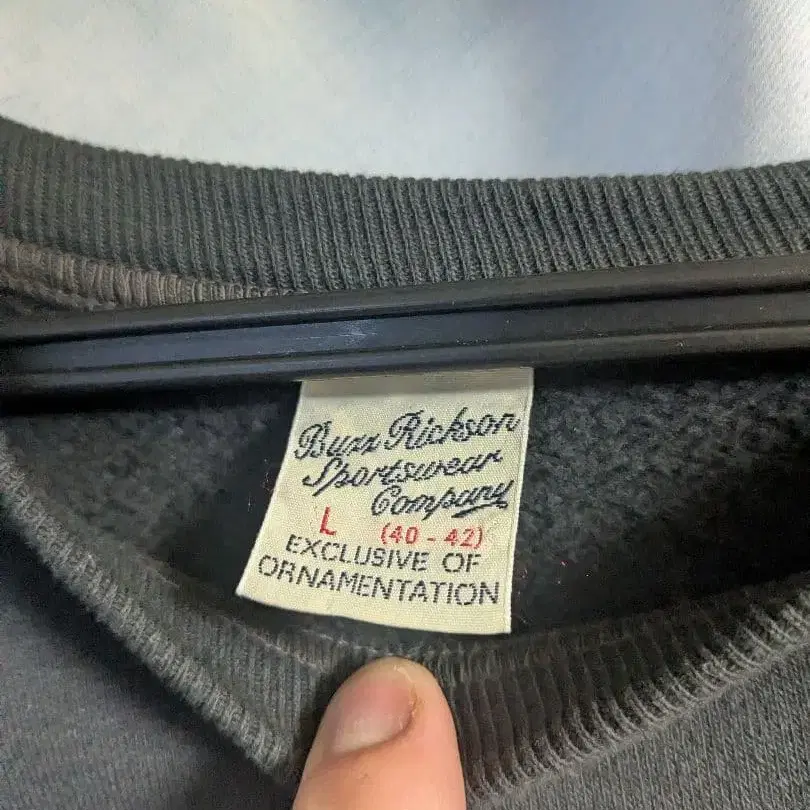 Buzz Rickson
Sportswear
Company
L (40 - 42)
EXCLUSIVE OF
ORNAMENTATION